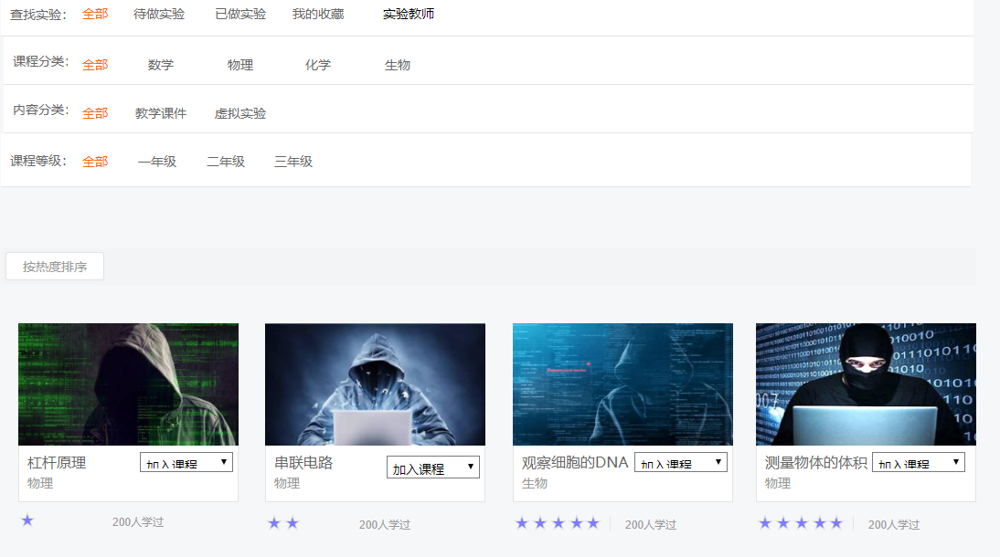 查找实验： 全部 待做实验 已做实验 我的收藏 实验教师
课程分类： 全部 数学 物理 化学 生物
内容分类： 全部 教学课件 虚拟实验
课程等级： 全部 一年级 二年级 三年级
按热度排序
杠杆原理 加入课程
物理
200人学过
串联电路 加入课程
物理
200人学过
观察细胞的DNA 加入课程
生物
200人学过
测量物体的体积 加入课程
物理
200人学过